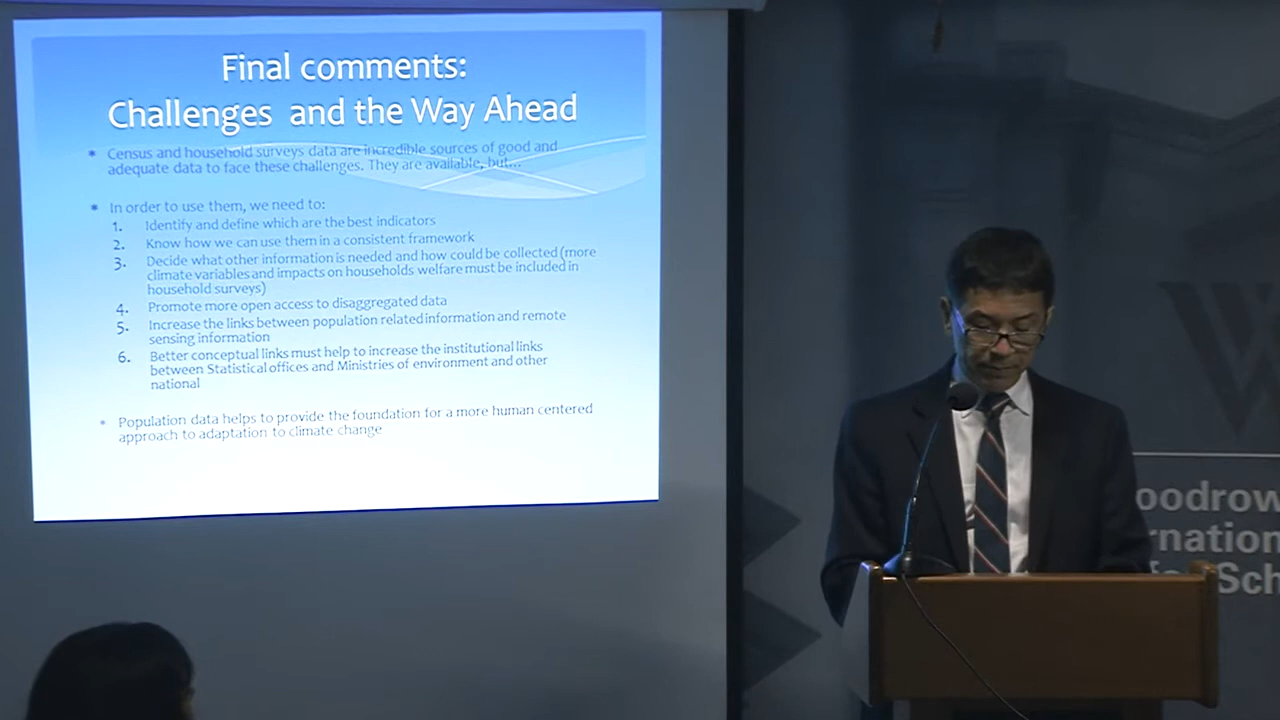 Final comments:
Challenges and the Way Ahead
* Census and household surveys data are incredible sources of good and
adequate data to face these challenges. They are available, but...
* In order to use them, we need to:
1. Identify and define which are the best indicators
2. Know how we can use them in a consistent framework
3. Decide what other information is needed and how could be collected (more
climate variables and impacts on households welfare must be included in
household surveys)
4. Promote more open access to disaggregated data
5. Increase the links between population related information and remote
sensing information
6. Better conceptual links must help to increase the institutional links
between Statistical offices and Ministries of environment and other
national
* Population data helps to provide the foundation for a more human centered
approach to adaptation to climate change
W
oodrow
rnation
for Sch